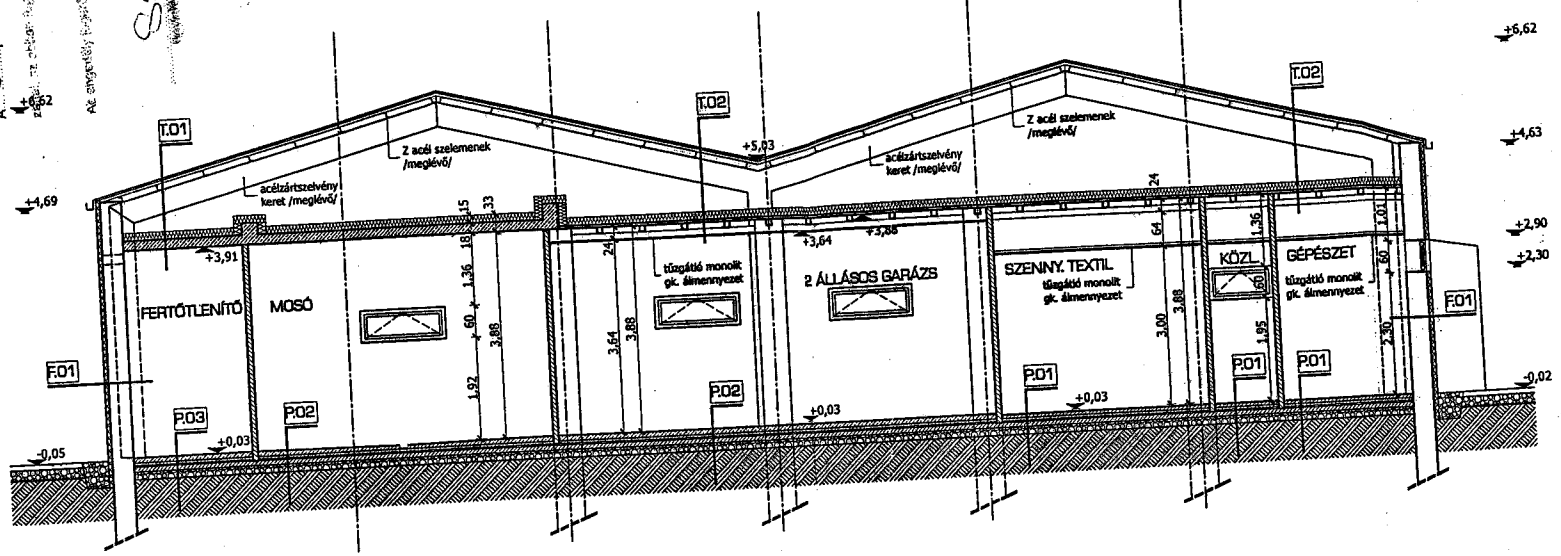 +6,62
+6,62
T.01
T.02
T.02
Z acél szelemenek
/meglévő/
acélzártszelvény
keret /meglévő/
+5,03
Z acél szelemenek
/meglévő/
acélzártszelvény
keret /meglévő/
+4,63
+4,69
15
33
18
24
24
64
1,36
1,01
+3,91
+3,64
+3,88
+2,90
+2,30
FERTŐTLENÍTŐ
MOSÓ
tűzgátló monolit
gk. álmennyezet
2 ÁLLÁSOS GARÁZS
SZENNY. TEXTIL
tűzgátló monolit
gk. álmennyezet
KÖZL.
GÉPÉSZET
tűzgátló monolit
gk. álmennyezet
1,36
60
3,88
1,92
3,64
3,88
3,00
3,88
60
1,95
60
2,30
F.01
F.01
P.03
P.02
P.02
P.01
P.01
P.01
+0,03
+0,03
+0,03
-0,05
-0,02